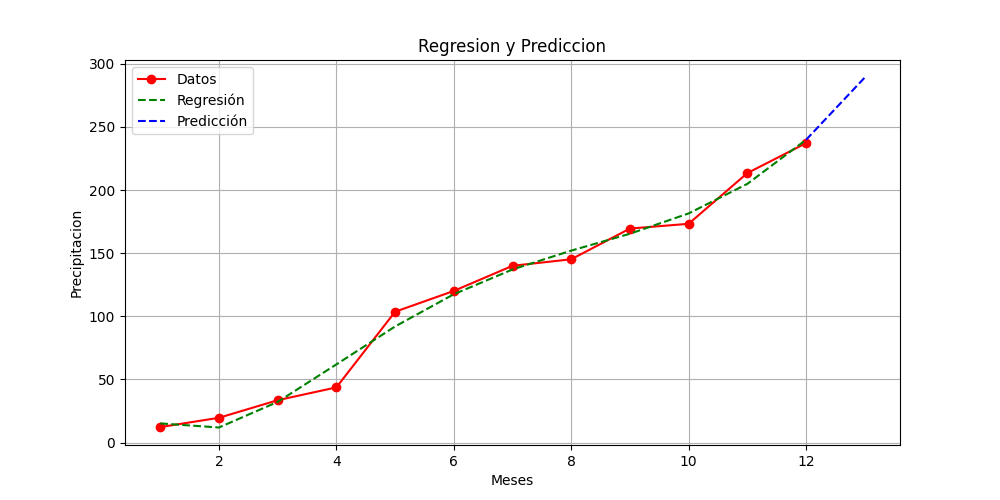 Regresion y Prediccion
Datos
Regresión
Predicción
Precipitacion
300
250
200
150
100
50
0
2 4 6 8 10 12
Meses